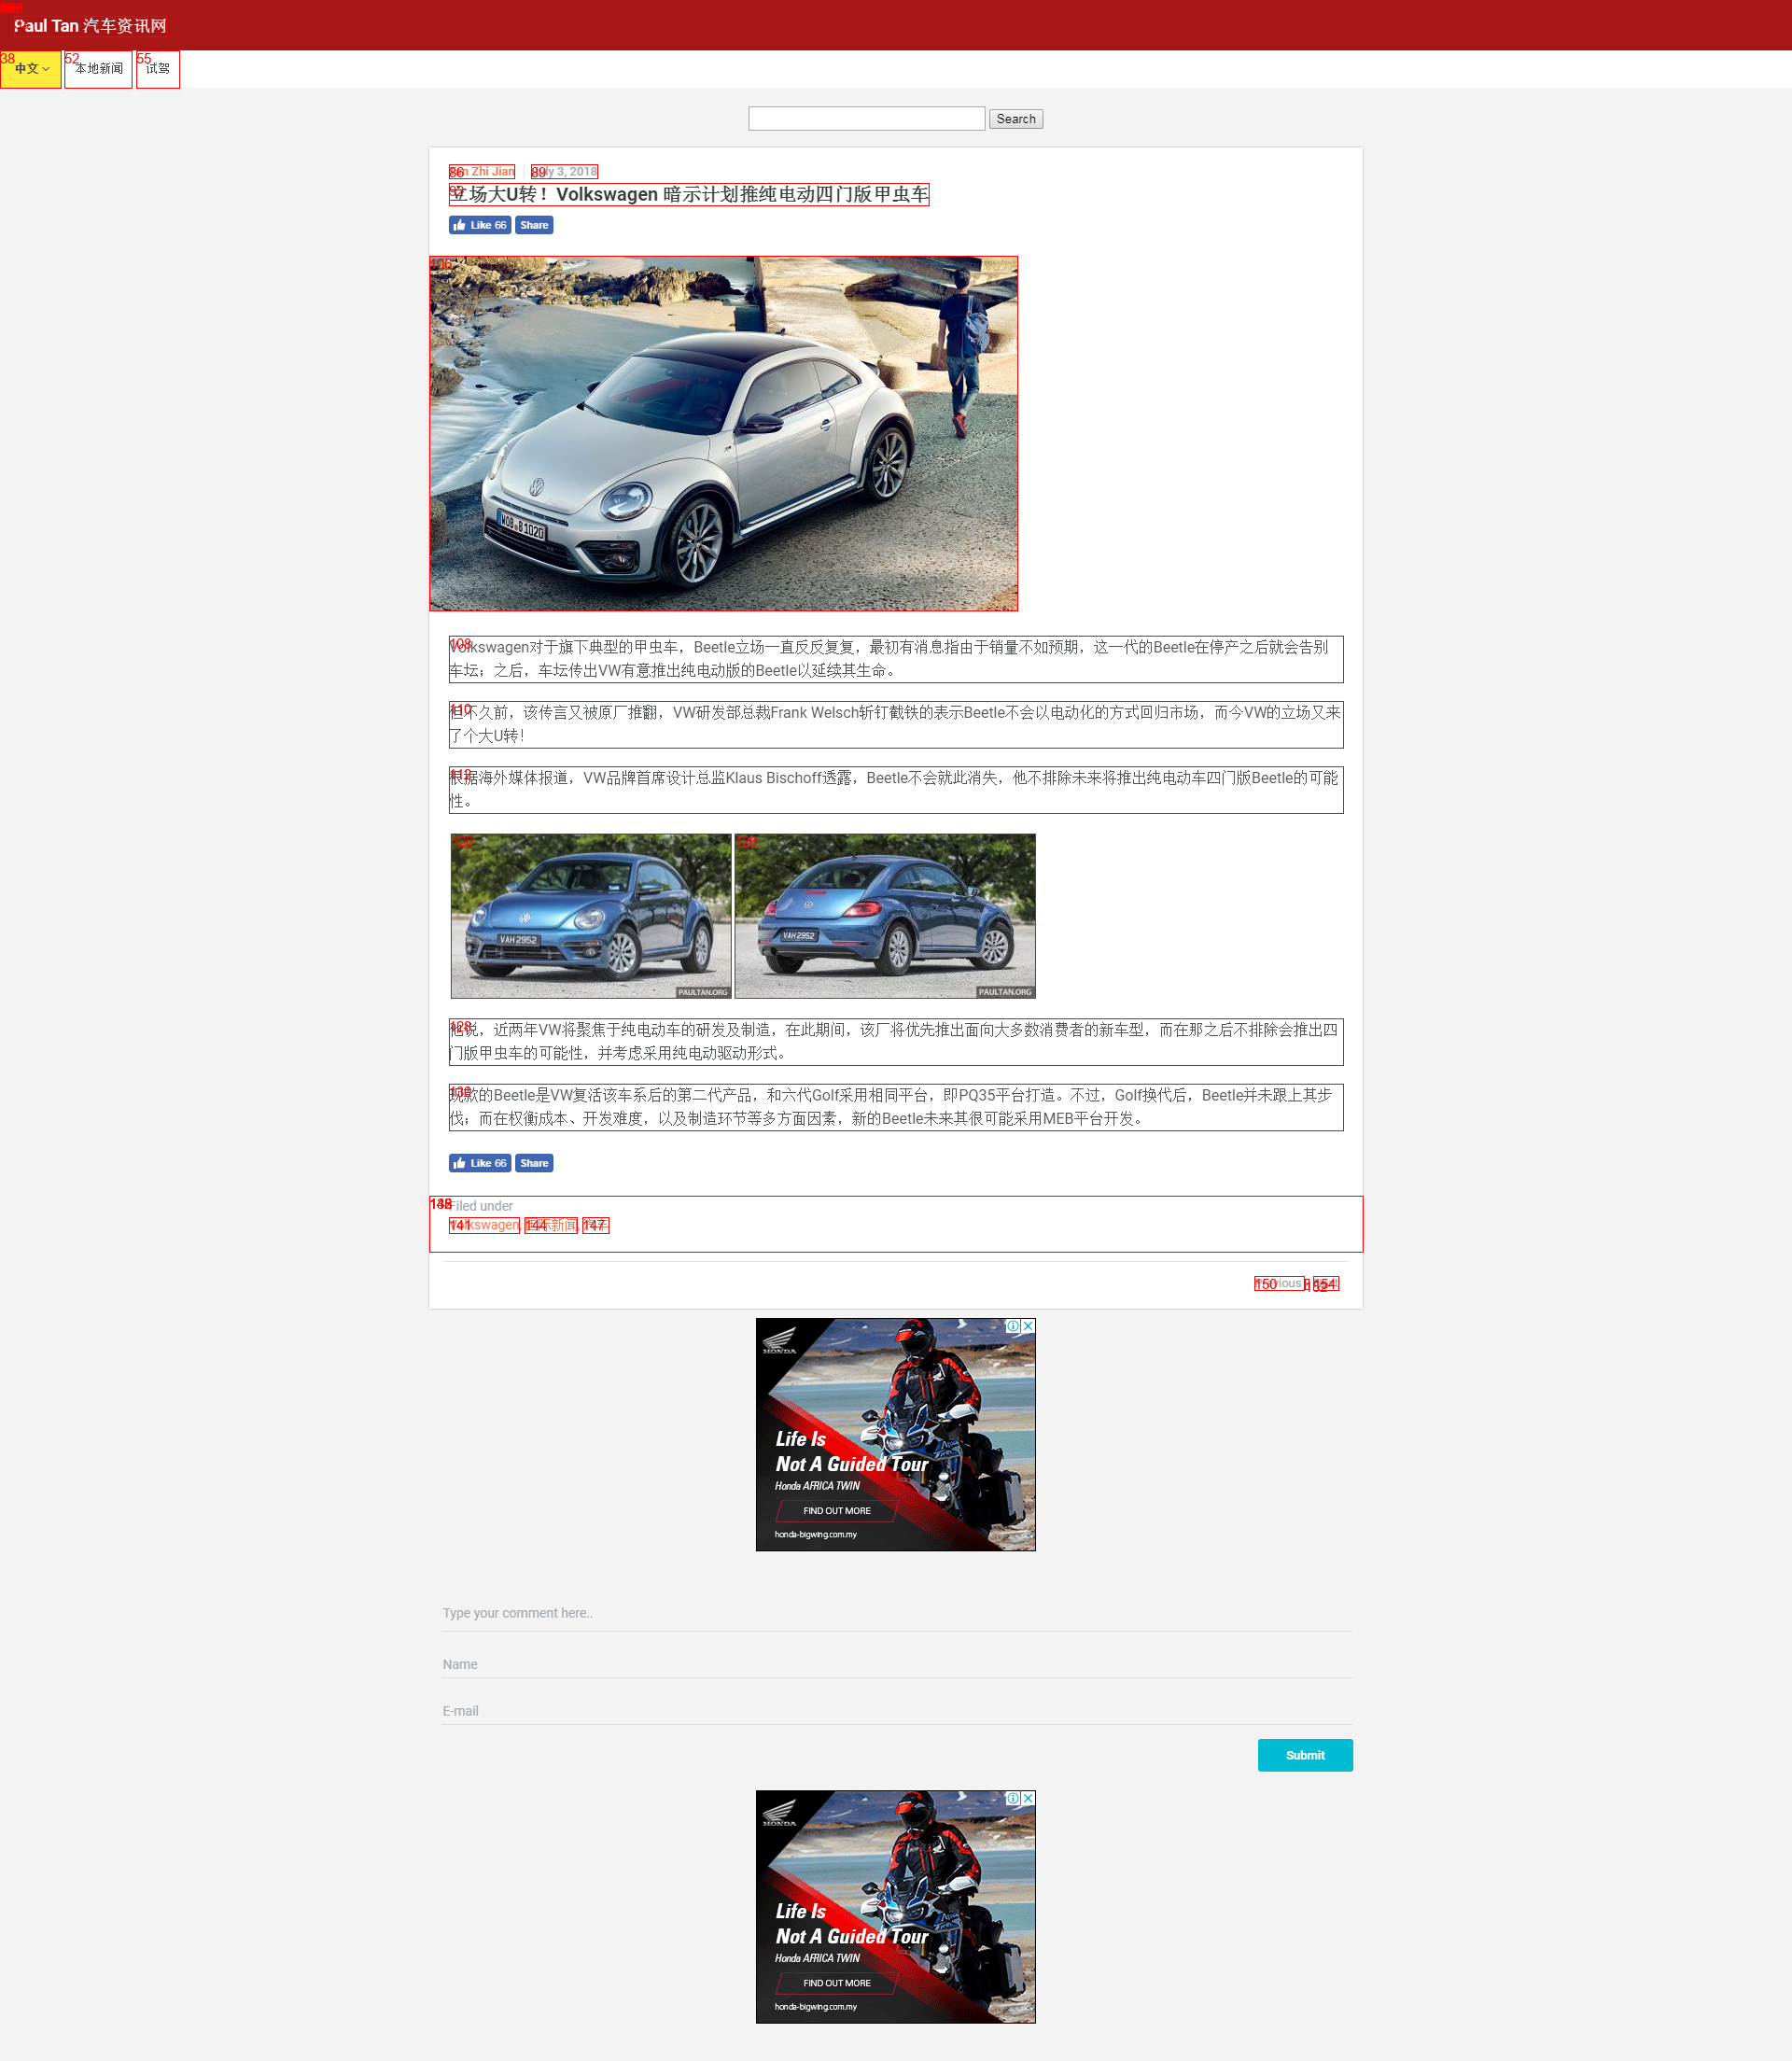 Paul Tan 汽车资讯网
中文
本地新闻
试驾
Search
Zhi Jian
3, 2018
立场大U转！Volkswagen 暗示计划推纯电动四门版甲虫车
Like 66 Share
WOB B 1020
Volkswagen对于旗下典型的甲虫车，Beetle立场一直反反复复，最初有消息指由于销量不如预期，这一代的Beetle在停产之后就会告别
车坛；之后，车坛传出VW有意推出纯电动版的Beetle以延续其生命。
但不久前，该传言又被原厂推翻，VW研发部总裁Frank Welsch斩钉截铁的表示Beetle不会以电动化的方式回归市场，而今VW的立场又来
了个大U转！
根据海外媒体报道，VW品牌首席设计总监Klaus Bischoff透露，Beetle不会就此消失，他不排除未来将推出纯电动车四门版Beetle的可能
性。
VAH 2952
PAULTAN.ORG
VAH 2952
PAULTAN.ORG
他说，近两年VW将聚焦于纯电动车的研发及制造，在此期间，该厂将优先推出面向大多数消费者的新车型，而在那之后不排除会推出四
门版甲虫车的可能性，并考虑采用纯电动驱动形式。
现款的Beetle是VW复活该车系后的第二代产品，和六代Golf采用相同平台，即PQ35平台打造。不过，Golf换代后，Beetle并未跟上其步
伐；而在权衡成本、开发难度，以及制造环节等多方面因素，新的Beetle未来其很可能采用MEB平台开发。
Like 66 Share
Filed under
Volkswagen, 国际新闻,
Previous
HONDA
Life Is
Not A Guided Tour
Honda AFRICA TWIN
FIND OUT MORE
honda-bigwing.com.my
Type your comment here..
Name
E-mail
Submit
HONDA
Life Is
Not A Guided Tour
Honda AFRICA TWIN
FIND OUT MORE
honda-bigwing.com.my
38
52
55
86
89
106
108
110
112
128
130
141
144
147
150
154